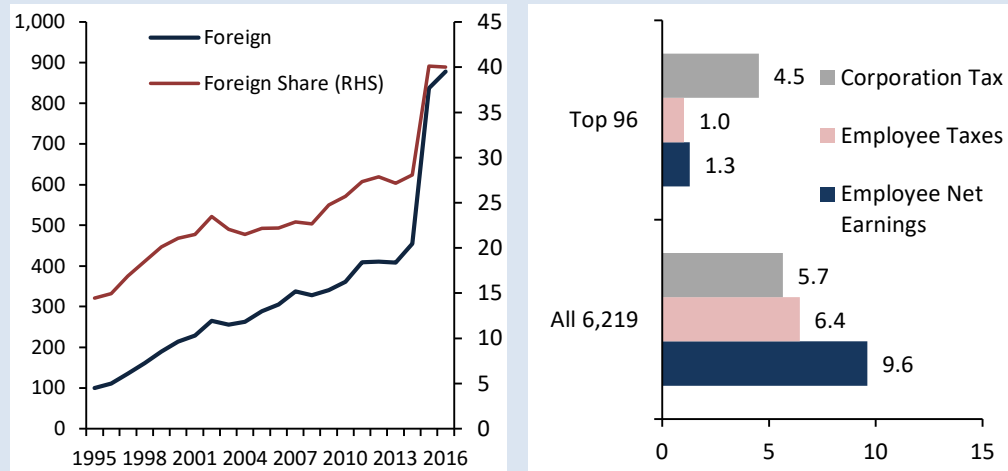 1,000
900
800
700
600
500
400
300
200
100
0
45
40
35
30
25
20
15
10
5
0
Foreign
Foreign Share (RHS)
1995 1998 2001 2004 2007 2010 2013 2016
Top 96
All 6,219
4.5
1.0
1.3
5.7
6.4
9.6
Corporation Tax
Employee Taxes
Employee Net
Earnings
0 5 10 15